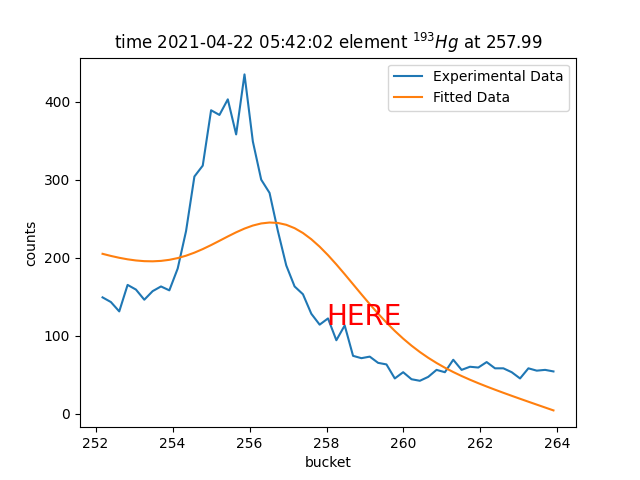 time 2021-04-22 05:42:02 element ¹⁹³Hg at 257.99
Experimental Data
Fitted Data
400
300
200
100
0
counts
HERE
252 254 256 258 260 262 264
bucket